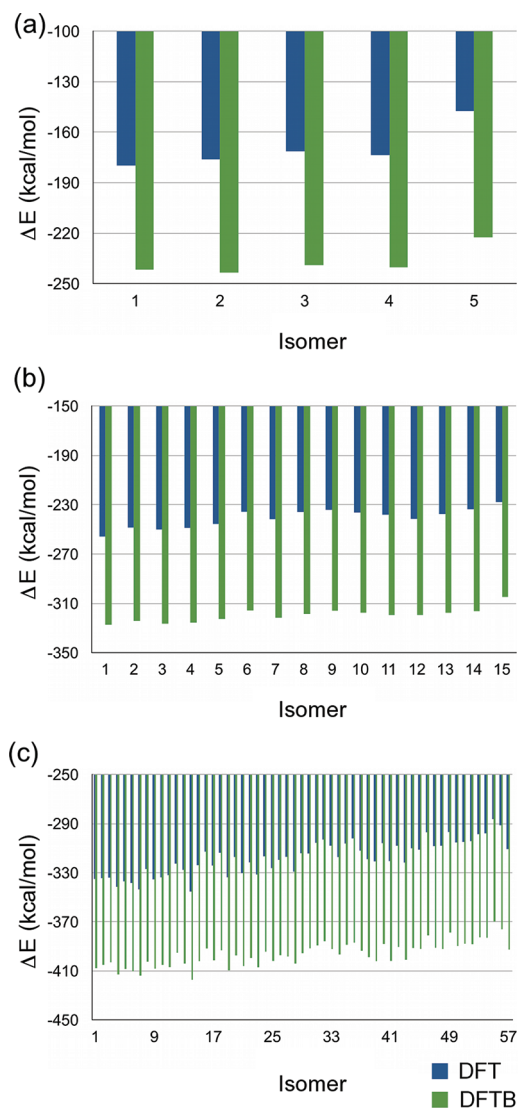 (a)
-100
-130
-160
-190
-220
-250
ΔE (kcal/mol)
1 2 3 4 5
Isomer
(b)
-150
-190
-230
-270
-310
-350
ΔE (kcal/mol)
1 2 3 4 5 6 7 8 9 10 11 12 13 14 15
Isomer
(c)
-250
-290
-330
-370
-410
-450
ΔE (kcal/mol)
1 9 17 25 33 41 49 57
Isomer
DFT
DFTB